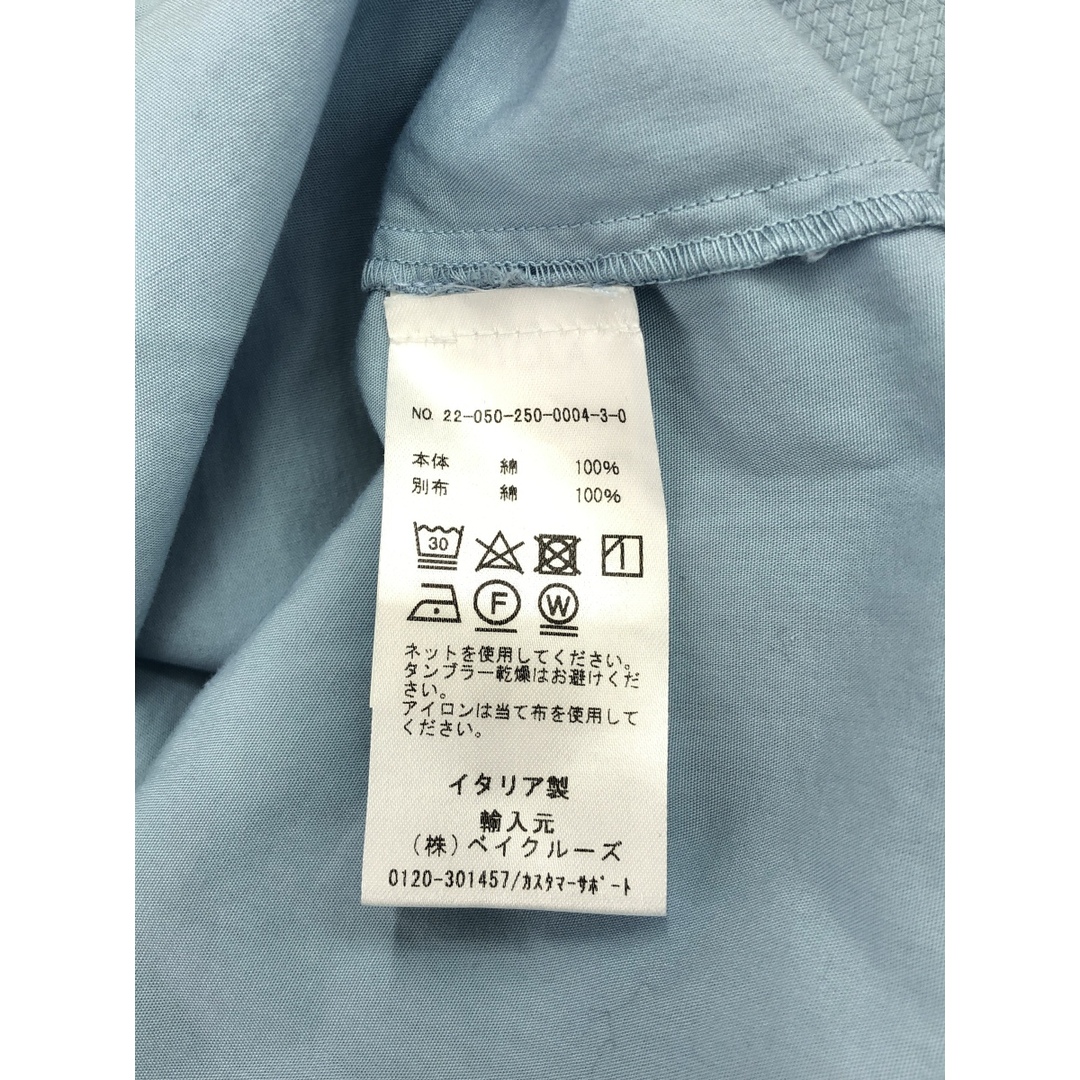 NO. 22-050-250-0004-3-0
本体 綿 100%
別布 綿 100%
30
F W
ネットを使用してください。
タンブラー乾燥はお避けくだ
さい。
アイロンは当て布を使用して
ください。
イタリア製
輸入元
(株)ベイクルーズ
0120-301457/カスタマーサポート